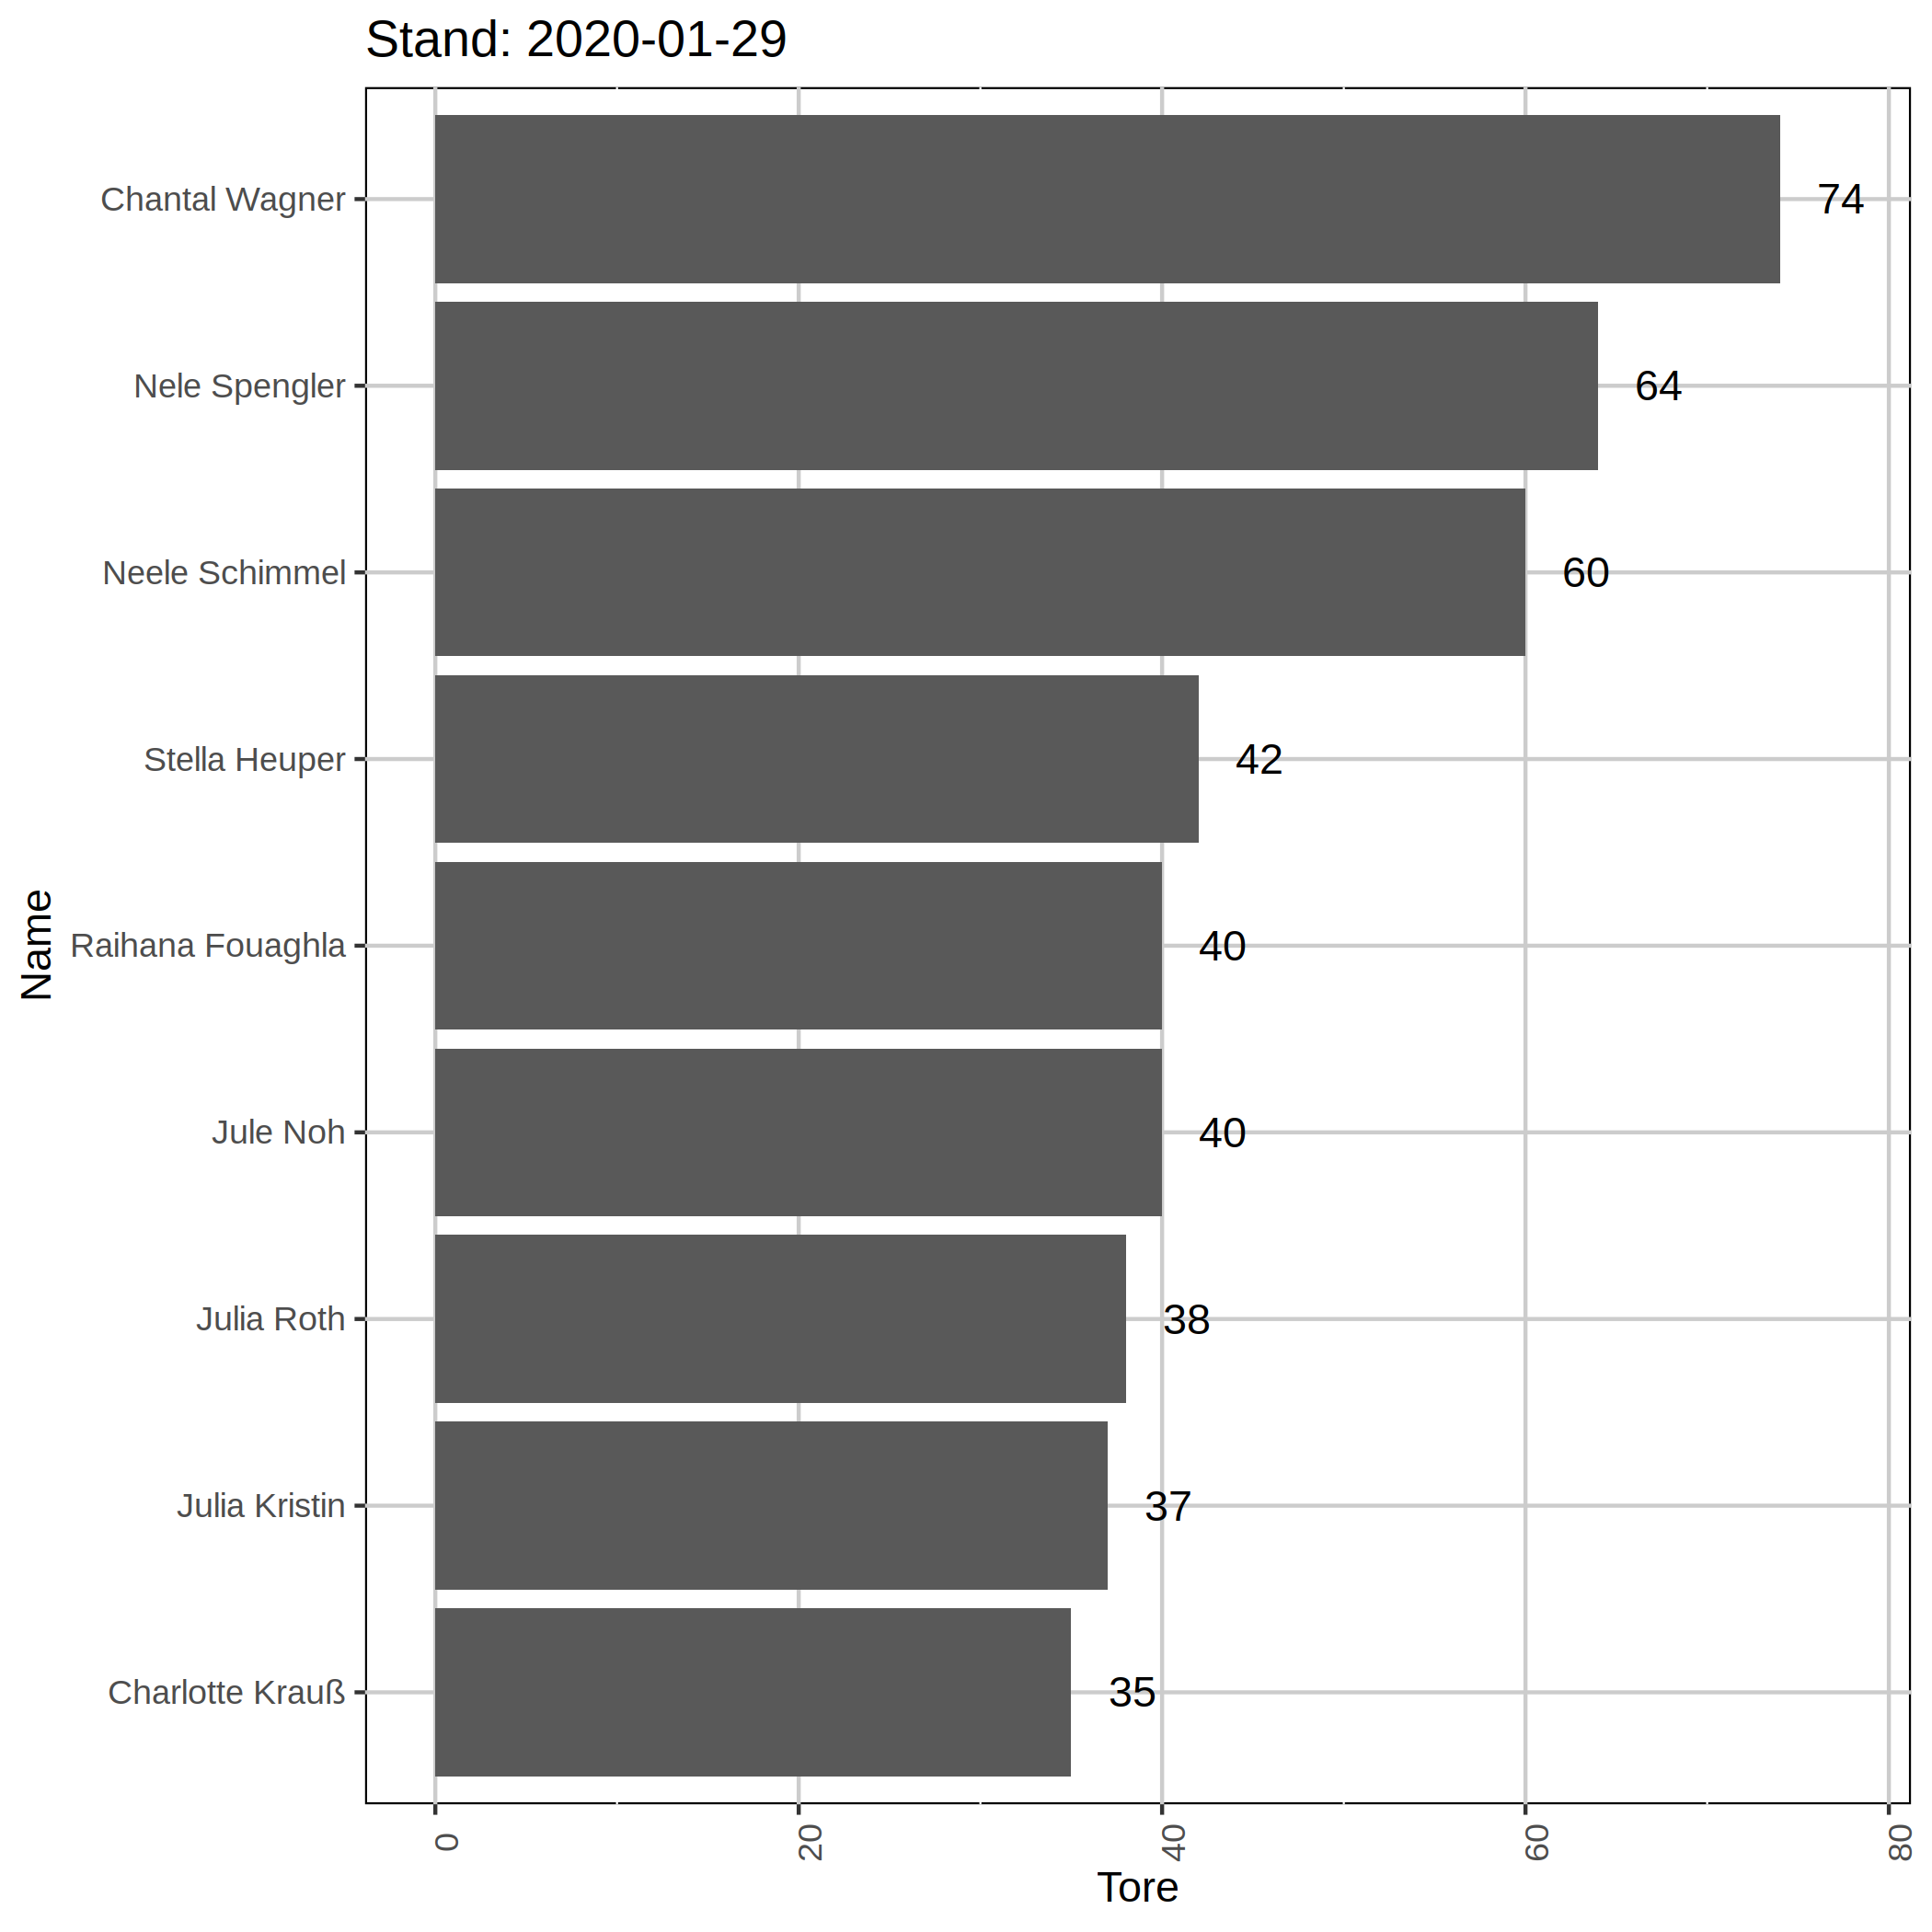 Stand: 2020-01-29
Chantal Wagner 74
Nele Spengler 64
Neele Schimmel 60
Stella Heuper 42
Raihana Fouaghla 40
Jule Noh 40
Julia Roth 38
Julia Kristin 37
Charlotte Krauß 35
Name
0 20 40 60 80
Tore